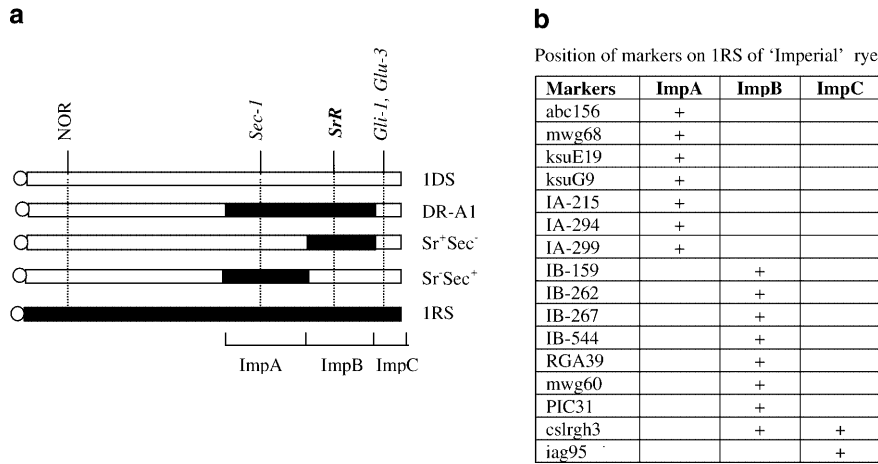 a
NOR
Sec-1
SrR
Gli-1, Glu-3
1DS
DR-A1
Sr+Sec-
Sr-Sec+
1RS
ImpA ImpB ImpC
b
Position of markers on 1RS of ‘Imperial’ rye
Markers ImpA ImpB ImpC
abc156 +
mwg68 +
ksuE19 +
ksuG9 +
IA-215 +
IA-294 +
IA-299 +
IB-159 +
IB-262 +
IB-267 +
IB-544 +
RGA39 +
mwg60 +
PIC31 +
cslrgh3 + +
iag95 +